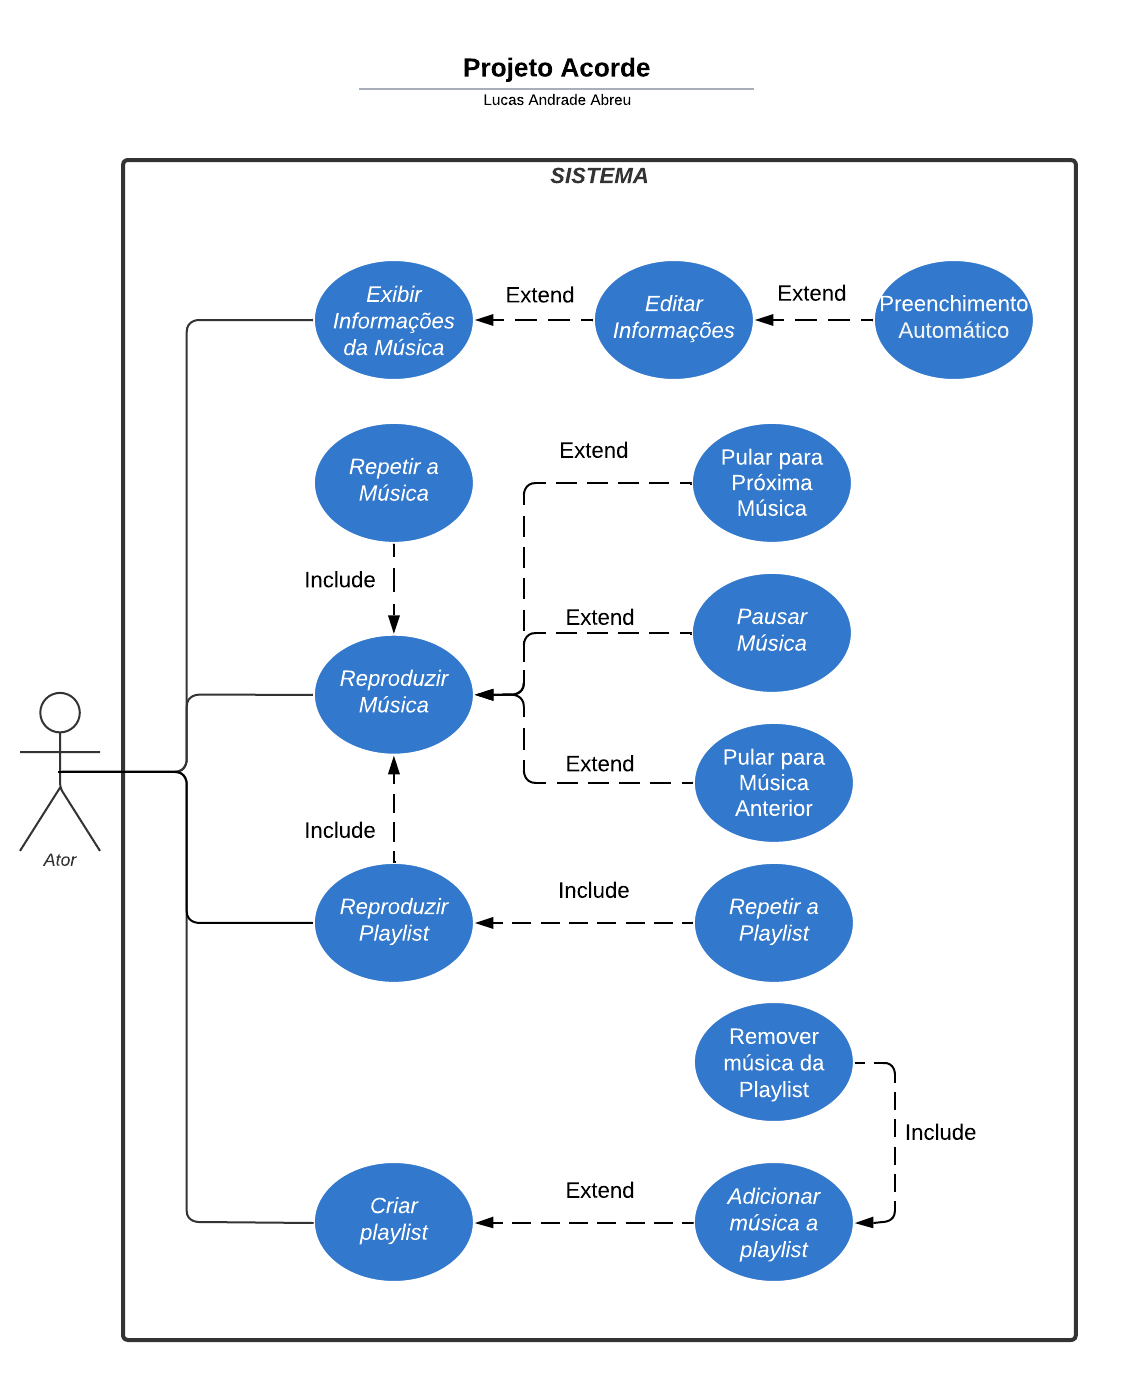 Projeto Acorde
Lucas Andrade Abreu
SISTEMA
Exibir
Informações
da Música
Extend
Editar
Informações
Extend
Preenchimento
Automático
Repetir a
Música
Extend
Pular para
Próxima
Música
Include
Extend
Pausar
Música
Reproduzir
Música
Extend
Pular para
Música
Anterior
Ator
Include
Reproduzir
Playlist
Include
Repetir a
Playlist
Remover
música da
Playlist
Include
Criar
playlist
Extend
Adicionar
música a
playlist